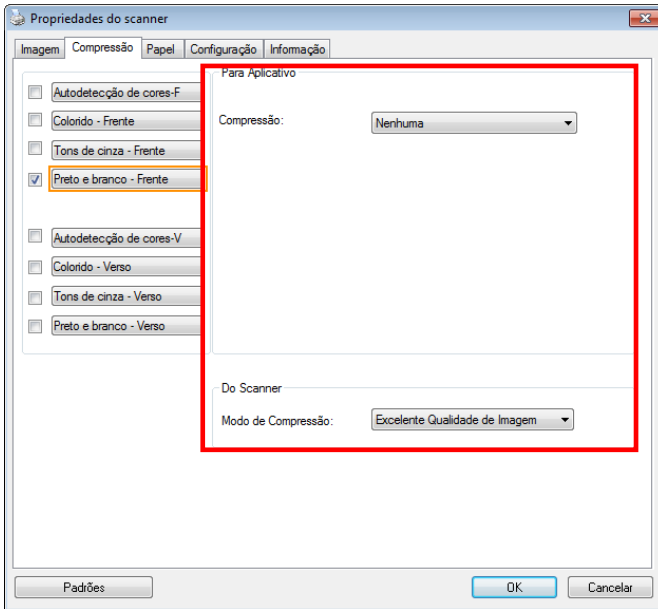 Propriedades do scanner
Imagem Compressão Papel Configuração Informação
Autodetecção de cores-F
Colorido - Frente
Tons de cinza - Frente
Preto e branco - Frente
Autodetecção de cores-V
Colorido - Verso
Tons de cinza - Verso
Preto e branco - Verso
Para Aplicativo
Compressão: Nenhuma
Do Scanner
Modo de Compressão: Excelente Qualidade de Imagem
Padrões OK Cancelar